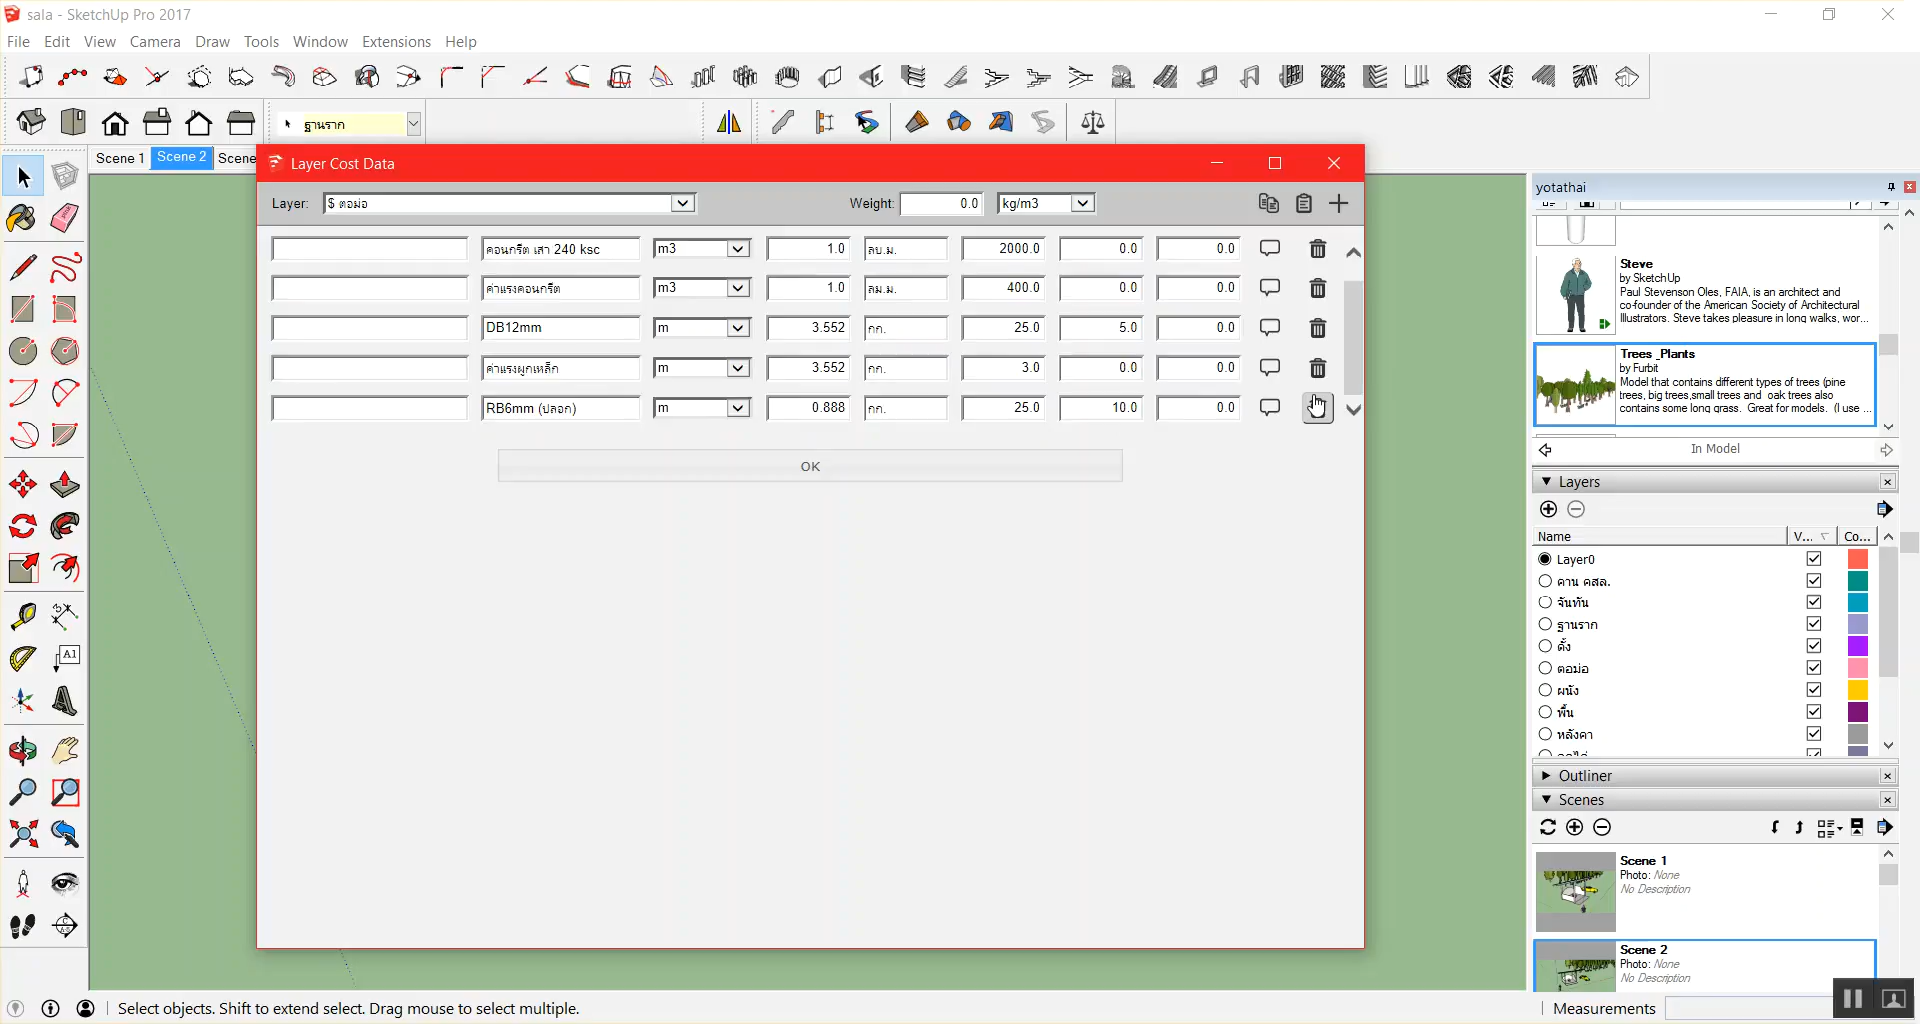 sala - SketchUp Pro 2017
File Edit View Camera Draw Tools Window Extensions Help
ฐานราก
Scene 1 Scene 2 Scene
Layer Cost Data
Layer: $ ตอม่อ Weight: 0.0 kg/m3
คอนกรีต เสา 240 ksc m3 1.0 ลบ.ม. 2000.0 0.0 0.0
ค่าแรงคอนกรีต m3 1.0 ลม.ม. 400.0 0.0 0.0
DB12mm m 3.552 กก. 25.0 5.0 0.0
ค่าแรงผูกเหล็ก m 3.552 กก. 3.0 0.0 0.0
RB6mm (ปลอก) m 0.888 กก. 25.0 10.0 0.0
OK
yotathai
Steve
by SketchUp
Paul Stevenson Oles, FAIA, is an architect and
co-founder of the American Society of Architectural
Illustrators. Steve takes pleasure in long walks, wor...
Trees _Plants
by Furbit
Model that contains different types of trees (pine
trees, big trees,small trees and oak trees also
contains some long grass. Great for models. (I use ...
In Model
Layers
Name V... Co...
Layer0
คาน คสล.
จันทัน
ฐานราก
ดั้ง
ตอม่อ
ผนัง
พื้น
หลังคา
Outliner
Scenes
Scene 1
Photo: None
No Description
Scene 2
Photo: None
No Description
A1
Select objects. Shift to extend select. Drag mouse to select multiple.
Measurements